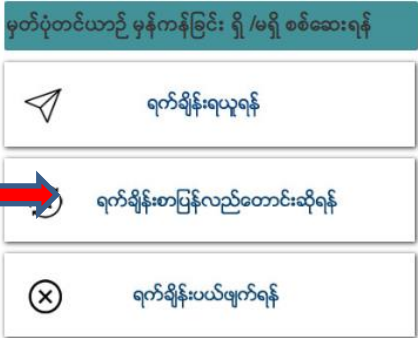 မှတ်ပုံတင်ယာဉ် မှန်ကန်ခြင်း ရှိ /မရှိ စစ်ဆေးရန်
ရက်ချိန်းရယူရန်
ရက်ချိန်းစာပြန်လည်တောင်းဆိုရန်
ရက်ချိန်းပယ်ဖျက်ရန်